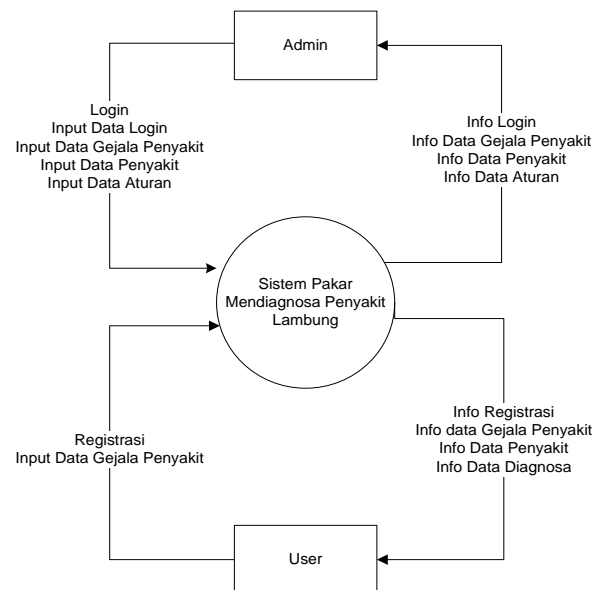 Admin
Login
Input Data Login
Input Data Gejala Penyakit
Input Data Penyakit
Input Data Aturan
Info Login
Info Data Gejala Penyakit
Info Data Penyakit
Info Data Aturan
Sistem Pakar
Mendiagnosa Penyakit
Lambung
Registrasi
Input Data Gejala Penyakit
Info Registrasi
Info data Gejala Penyakit
Info Data Penyakit
Info Data Diagnosa
User